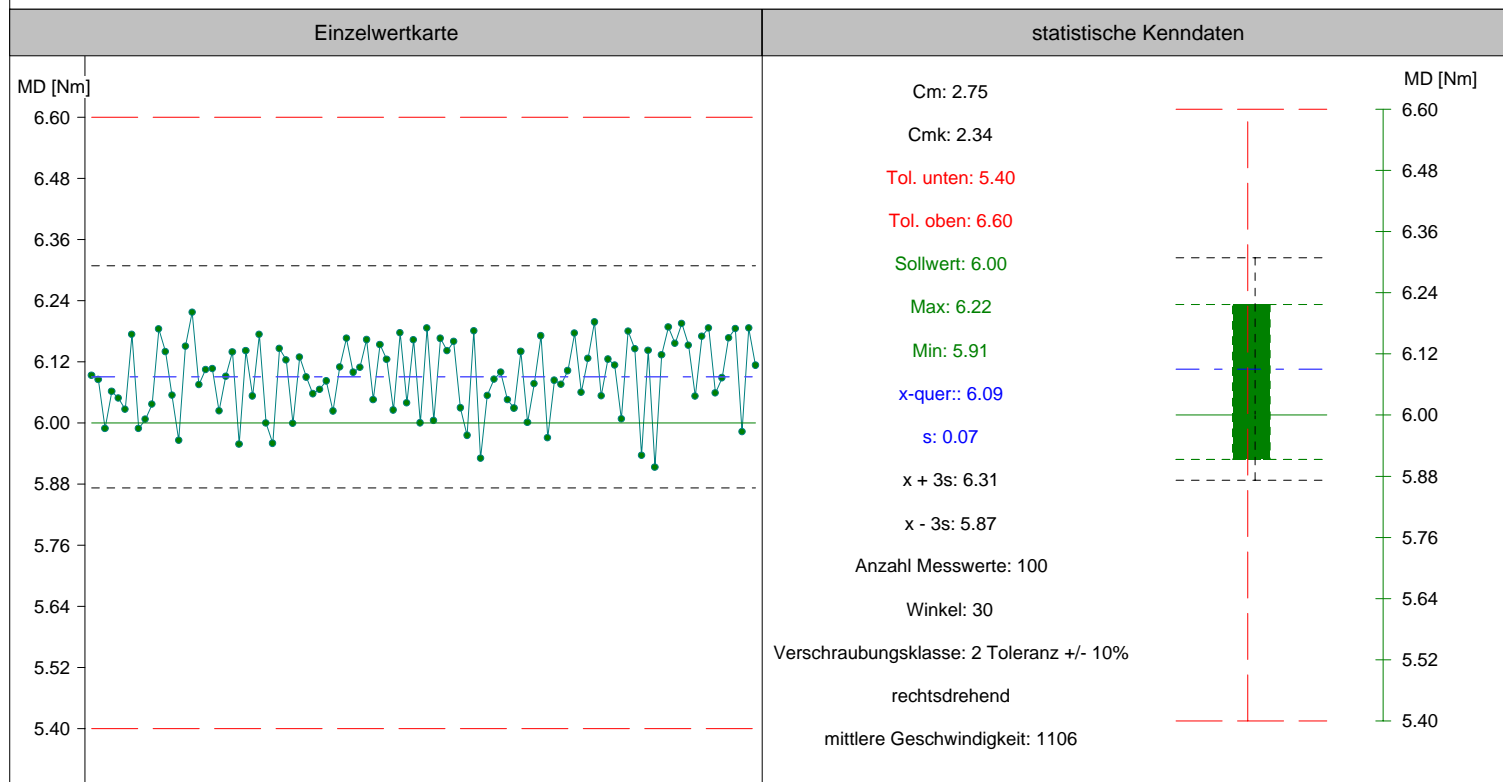 Einzelwertkarte
statistische Kenndaten
MD [Nm]
6.60
6.48
6.36
6.24
6.12
6.00
5.88
5.76
5.64
5.52
5.40
Cm: 2.75
Cmk: 2.34
Tol. unten: 5.40
Tol. oben: 6.60
Sollwert: 6.00
Max: 6.22
Min: 5.91
x-quer:: 6.09
s: 0.07
x + 3s: 6.31
x - 3s: 5.87
Anzahl Messwerte: 100
Winkel: 30
Verschraubungsklasse: 2 Toleranz +/- 10%
rechtsdrehend
mittlere Geschwindigkeit: 1106
MD [Nm]
6.60
6.48
6.36
6.24
6.12
6.00
5.88
5.76
5.64
5.52
5.40